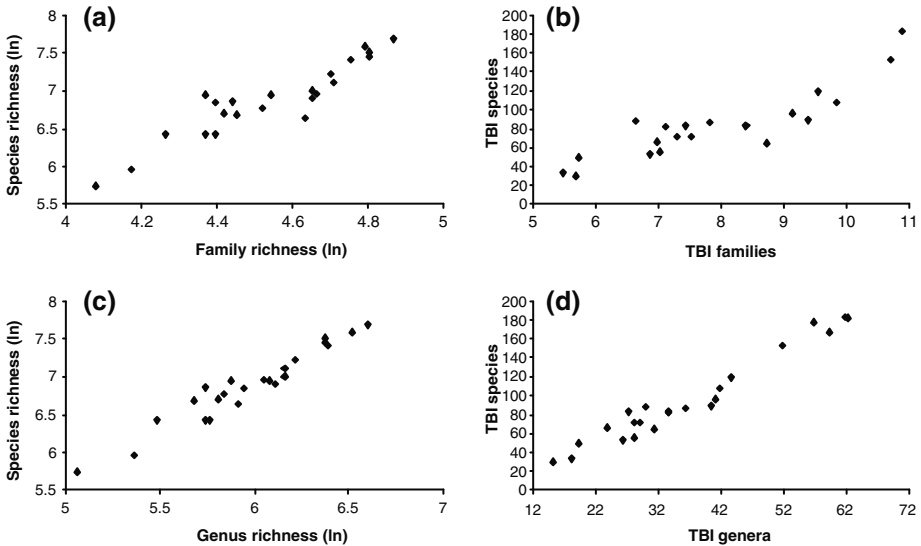 (a)
Species richness (ln)
8
7.5
7
6.5
6
5.5
4 4.2 4.4 4.6 4.8 5
Family richness (ln)
(b)
TBI species
200
180
160
140
120
100
80
60
40
20
0
5 6 7 8 9 10 11
TBI families
(c)
Species richness (ln)
8
7.5
7
6.5
6
5.5
5 5.5 6 6.5 7
Genus richness (ln)
(d)
TBI species
200
180
160
140
120
100
80
60
40
20
0
12 22 32 42 52 62 72
TBI genera